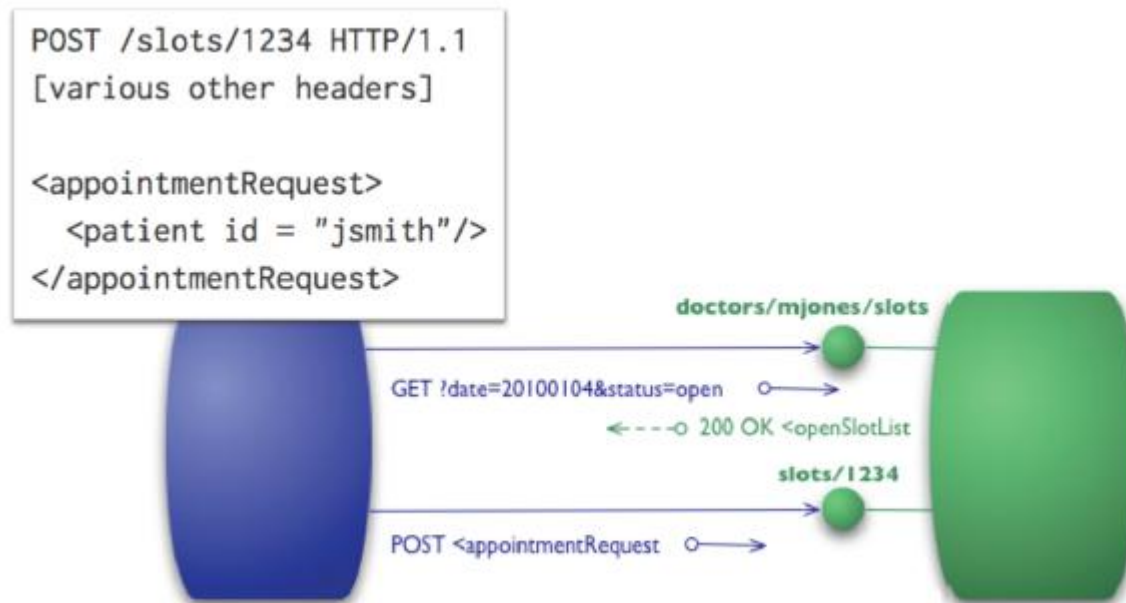 POST /slots/1234 HTTP/1.1
[various other headers]
<appointmentRequest>
<patient id = "jsmith"/>
</appointmentRequest>
doctors/mjones/slots
GET ?date=20100104&status=open
200 OK <openSlotList
slots/1234
POST <appointmentRequest